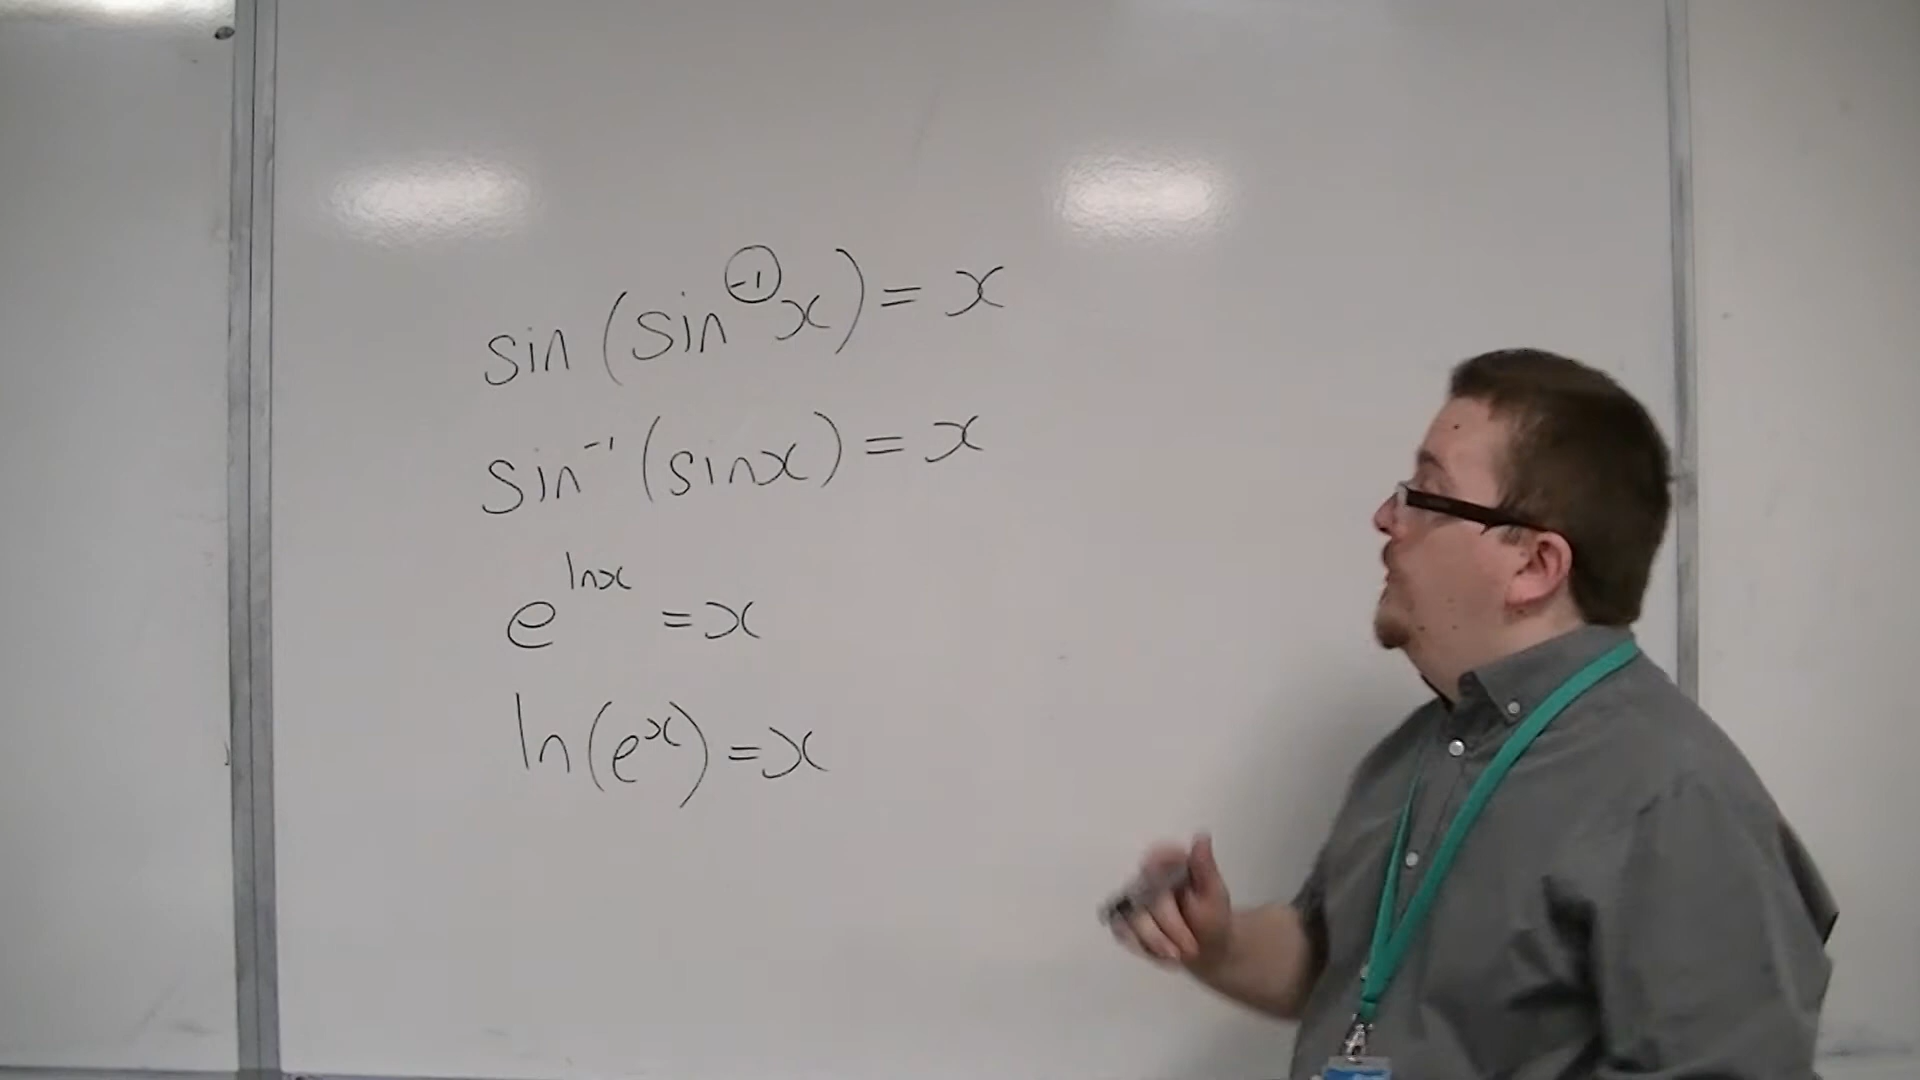 sin (sin⁻¹x) = x
sin⁻¹ (sinx) = x
e^lnx = x
ln(e^x) = x